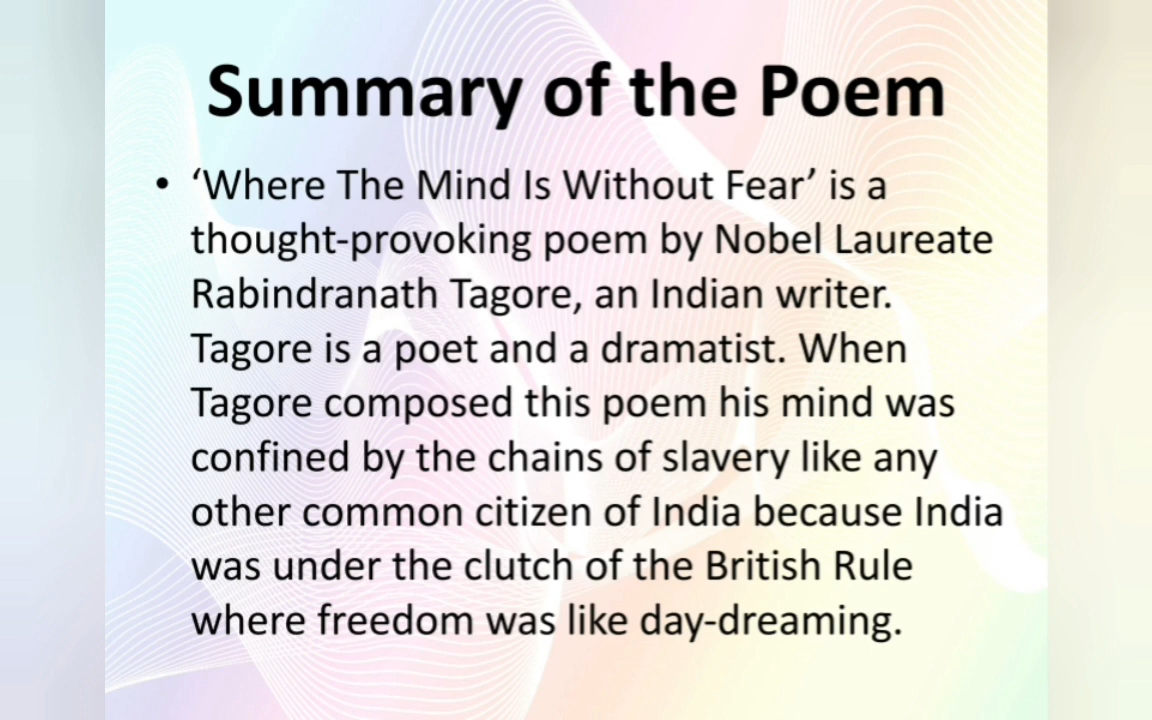 Summary of the Poem
• ‘Where The Mind Is Without Fear’ is a
thought-provoking poem by Nobel Laureate
Rabindranath Tagore, an Indian writer.
Tagore is a poet and a dramatist. When
Tagore composed this poem his mind was
confined by the chains of slavery like any
other common citizen of India because India
was under the clutch of the British Rule
where freedom was like day-dreaming.